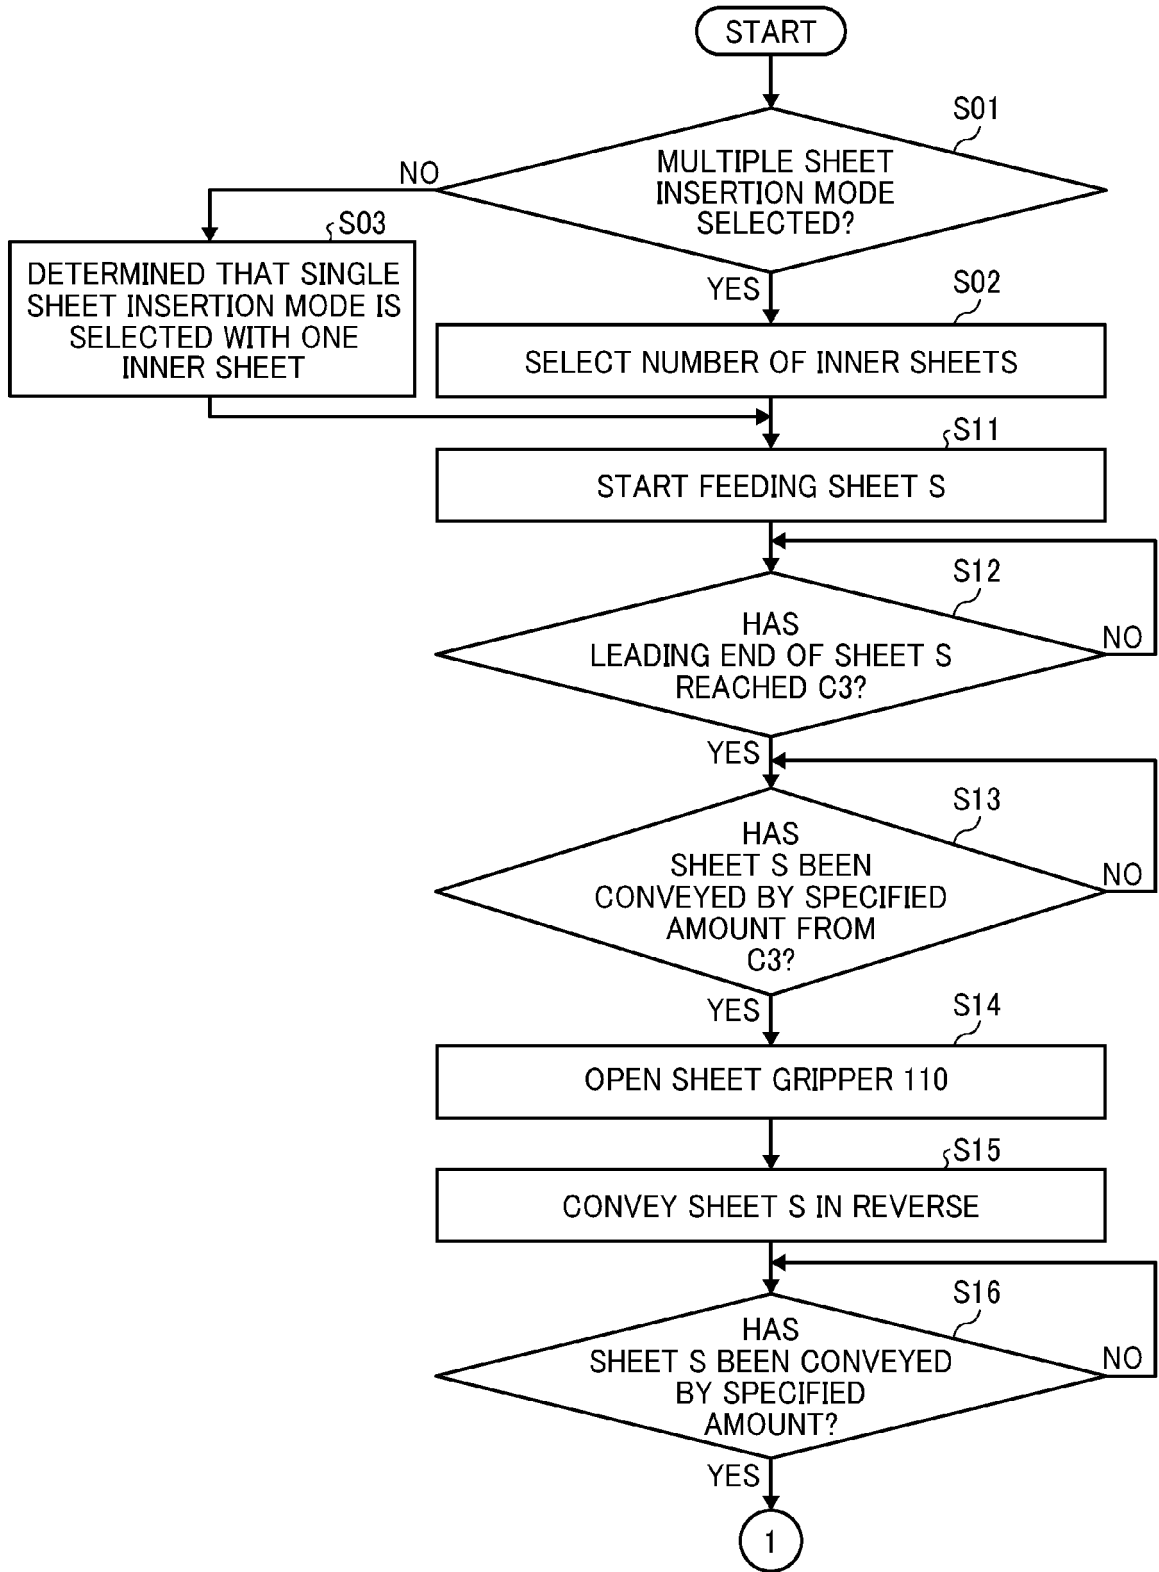 START
S01
MULTIPLE SHEET
INSERTION MODE
SELECTED?
NO
S03
DETERMINED THAT SINGLE
SHEET INSERTION MODE IS
SELECTED WITH ONE
INNER SHEET
YES
S02
SELECT NUMBER OF INNER SHEETS
S11
START FEEDING SHEET S
S12
HAS
LEADING END OF SHEET S
REACHED C3?
NO
YES
S13
HAS
SHEET S BEEN
CONVEYED BY SPECIFIED
AMOUNT FROM
C3?
NO
YES
S14
OPEN SHEET GRIPPER 110
S15
CONVEY SHEET S IN REVERSE
S16
HAS
SHEET S BEEN CONVEYED
BY SPECIFIED
AMOUNT?
NO
YES
1